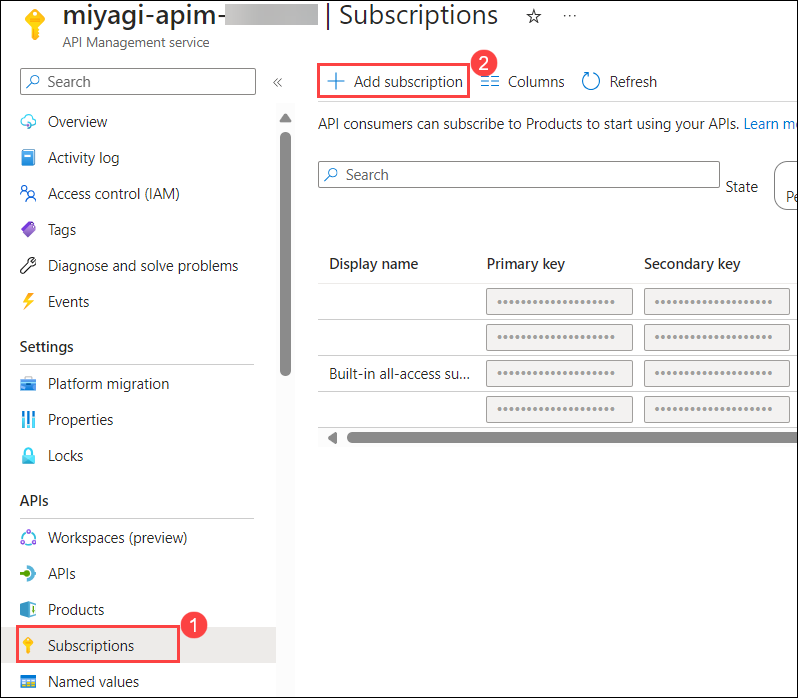 miyagi-apim- | Subscriptions
API Management service
Search
Overview
Activity log
Access control (IAM)
Tags
Diagnose and solve problems
Events
Settings
Platform migration
Properties
Locks
APIs
Workspaces (preview)
APIs
Products
Subscriptions
1
Named values
Add subscription
2
Columns
Refresh
API consumers can subscribe to Products to start using your APIs. Learn
Search
State
Display name Primary key Secondary key
Built-in all-access su...